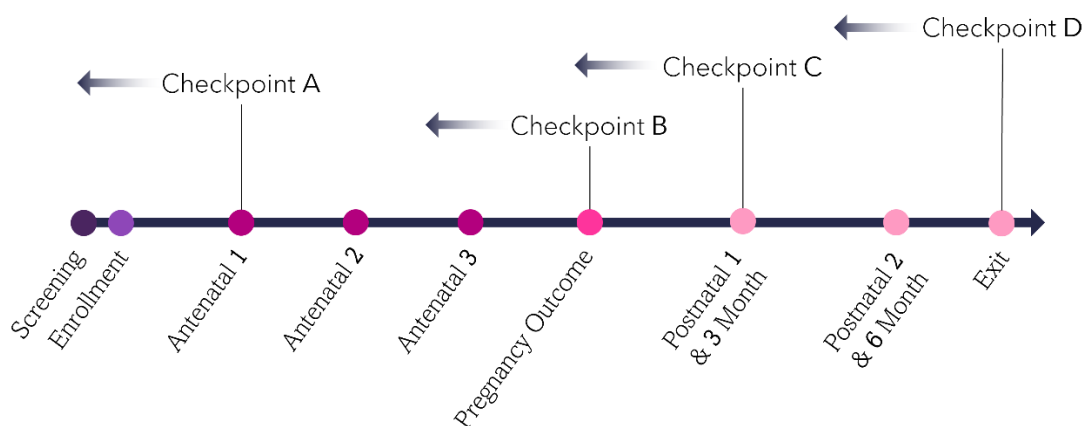 Checkpoint D
Checkpoint C
Checkpoint A
Checkpoint B
Screening
Enrollment
Antenatal 1
Antenatal 2
Antenatal 3
Pregnancy Outcome
Postnatal 1
& 3 Month
Postnatal 2
& 6 Month
Exit